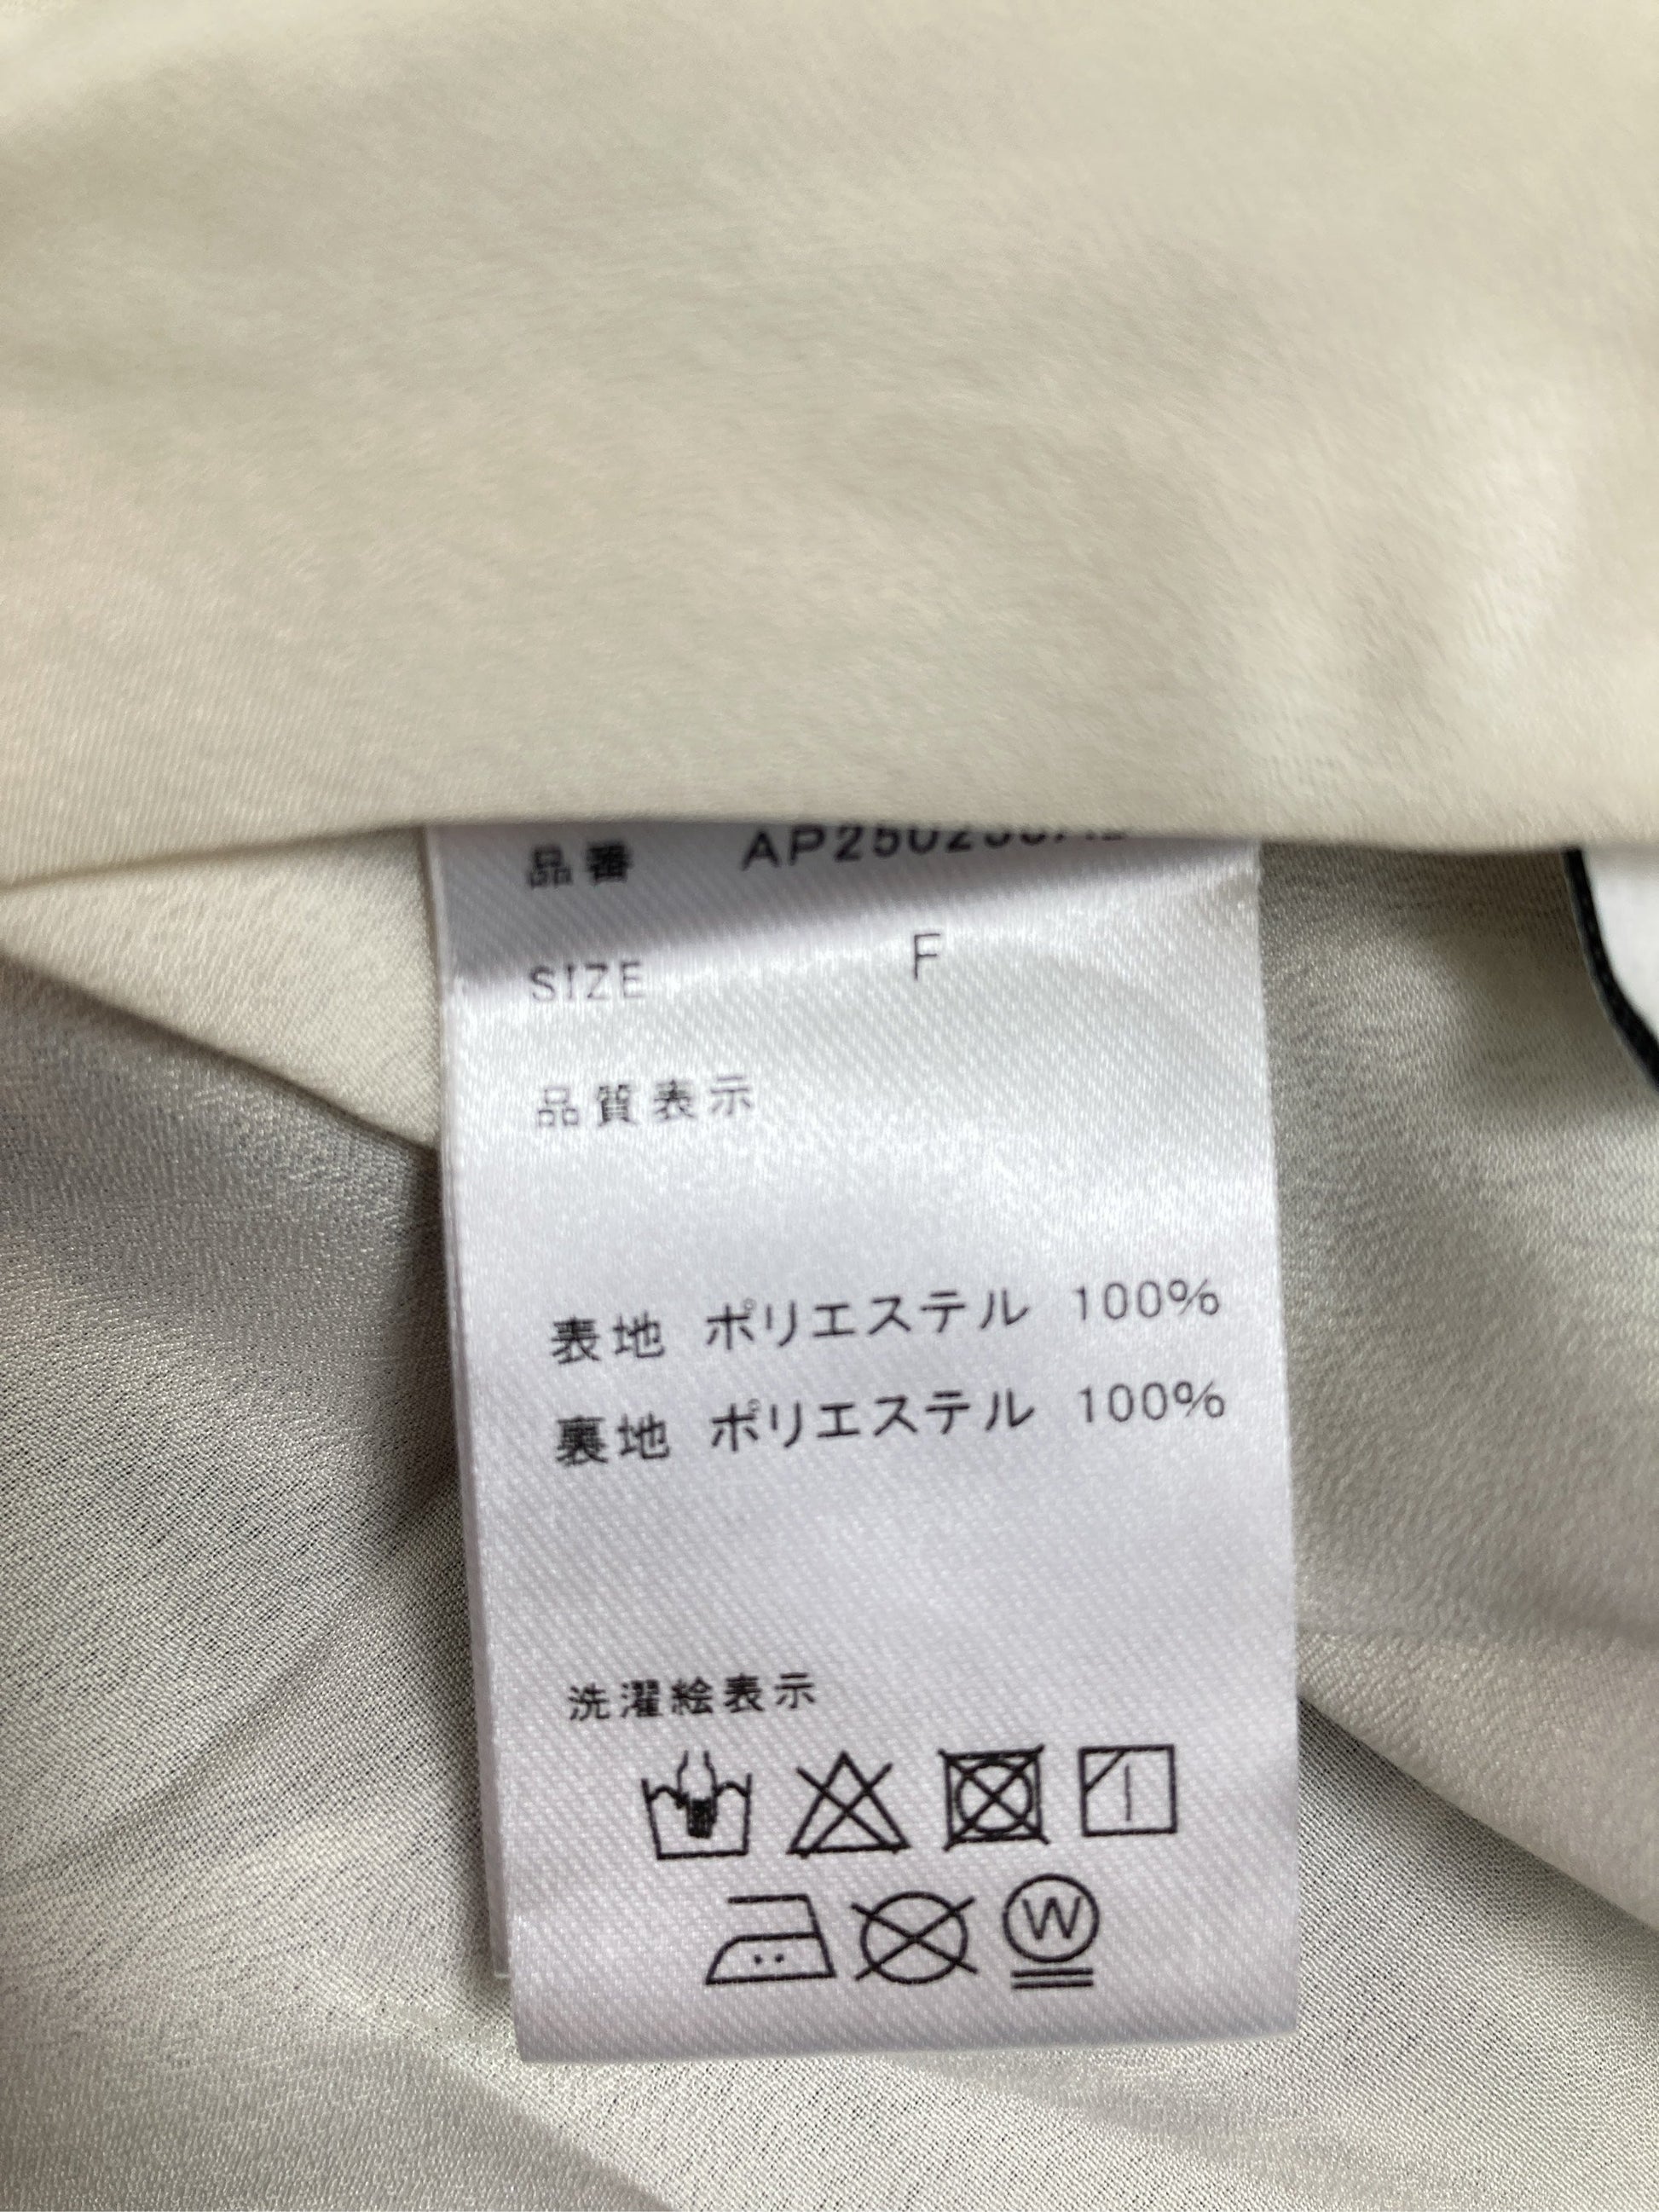 品番
SIZE F
品質表示
表地 ポリエステル 100%
裏地 ポリエステル 100%
洗濯絵表示
W